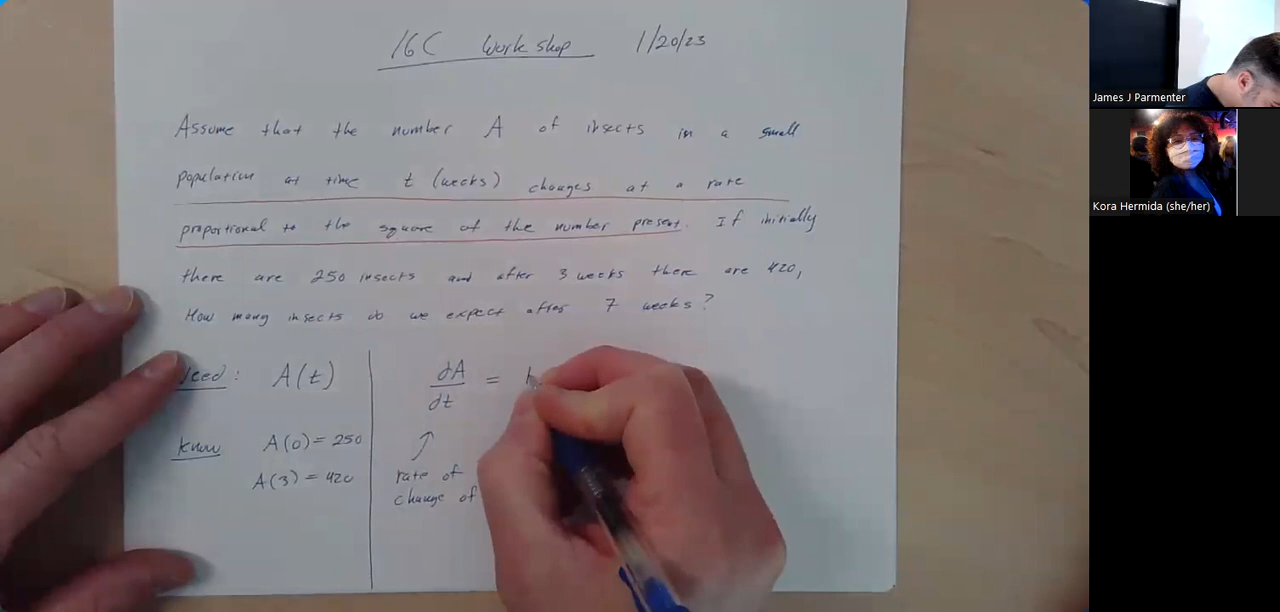 16C Workshop 1/20/23
Assume that the number A of insects in a small
population at time t (weeks) changes at a rate
proportional to the square of the number present. If initially
there are 250 insects and after 3 weeks there are 420,
How many insects do we expect after 7 weeks?
Need: A(t)
know A(0) = 250
A(3) = 420
dA/dt =
rate of
change of
James J Parmenter
Kora Hermida (she/her)